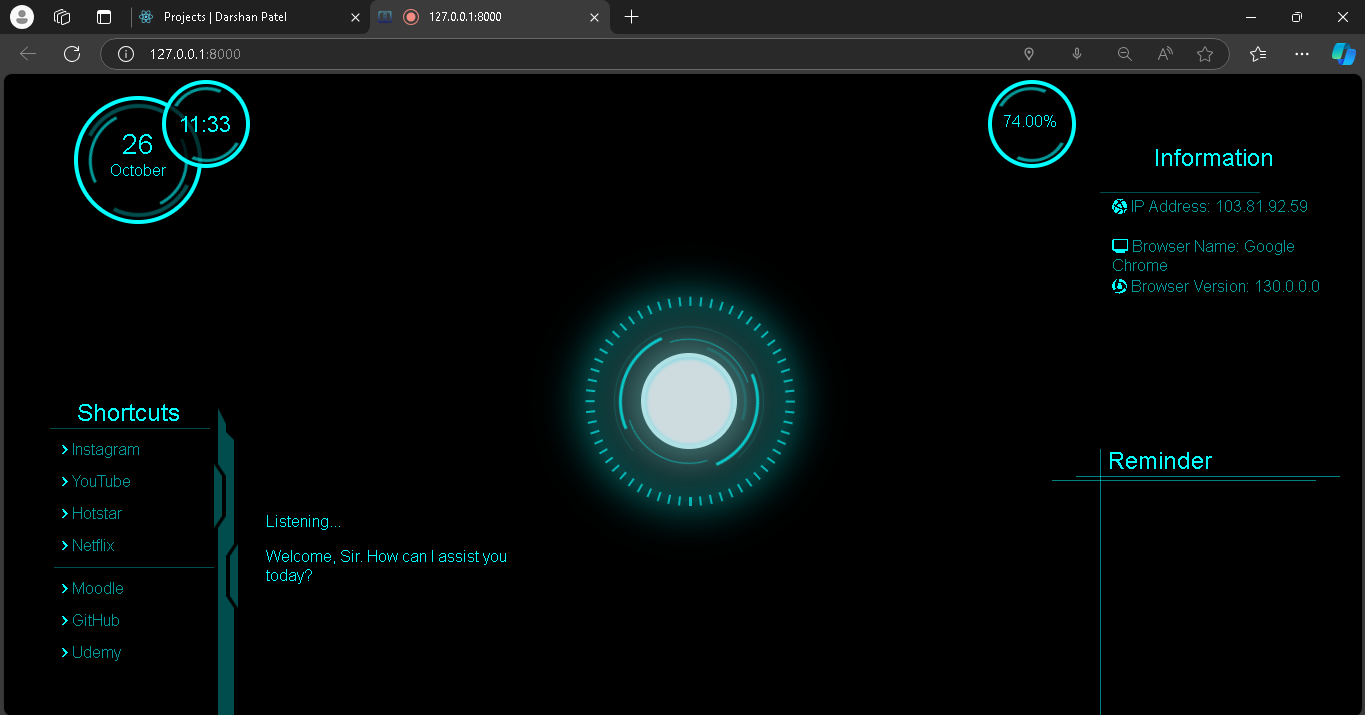 Projects | Darshan Patel
127.0.0.1:8000
127.0.0.1:8000
26
October
11:33
74.00%
Information
IP Address: 103.81.92.59
Browser Name: Google
Chrome
Browser Version: 130.0.0.0
Shortcuts
Instagram
YouTube
Hotstar
Netflix
Moodle
GitHub
Udemy
Listening...
Welcome, Sir. How can I assist you
today?
Reminder